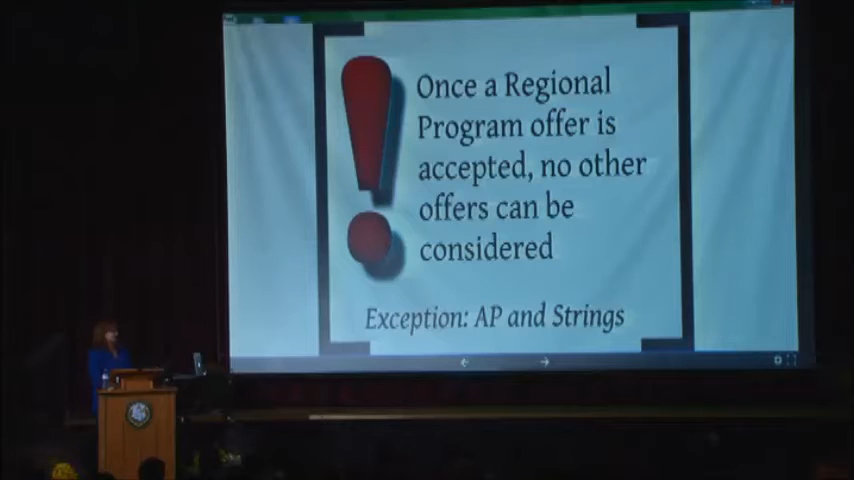 Once a Regional
Program offer is
accepted, no other
offers can be
considered
Exception: AP and Strings